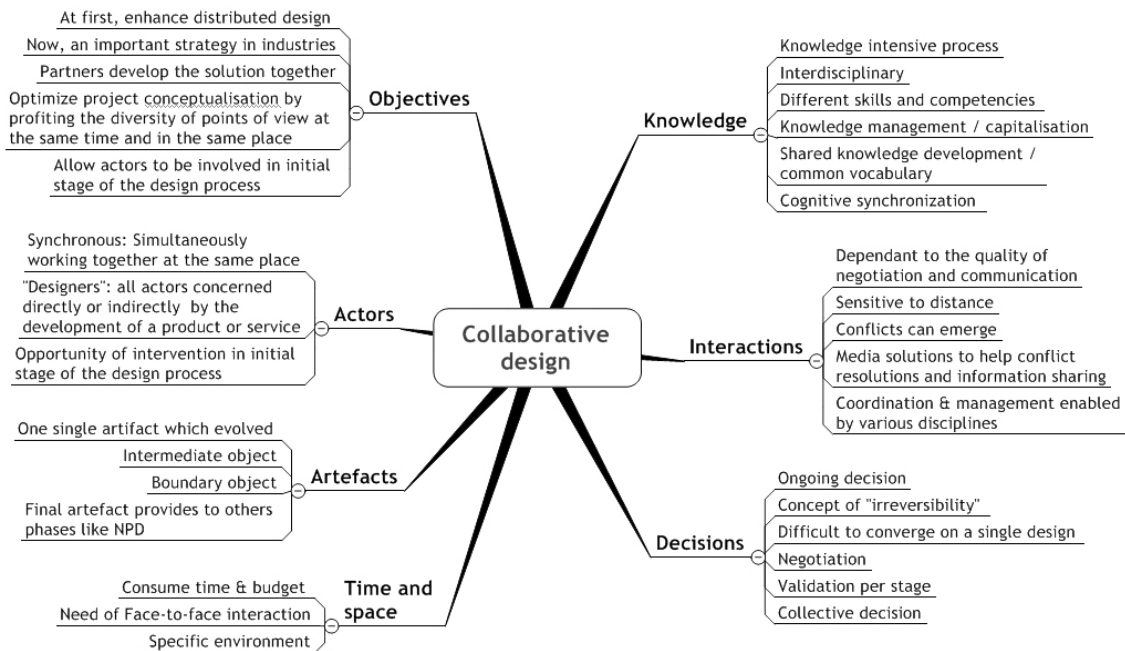 Collaborative
design
Objectives
At first, enhance distributed design
Now, an important strategy in industries
Partners develop the solution together
Optimize project conceptualisation by
profiting the diversity of points of view at
the same time and in the same place
Allow actors to be involved in initial
stage of the design process
Actors
Synchronous: Simultaneously
working together at the same place
"Designers": all actors concerned
directly or indirectly by the
development of a product or service
Opportunity of intervention in initial
stage of the design process
Artefacts
One single artifact which evolved
Intermediate object
Boundary object
Final artefact provides to others
phases like NPD
Time and
space
Consume time & budget
Need of Face-to-face interaction
Specific environment
Knowledge
Knowledge intensive process
Interdisciplinary
Different skills and competencies
Knowledge management / capitalisation
Shared knowledge development /
common vocabulary
Cognitive synchronization
Interactions
Dependant to the quality of
negotiation and communication
Sensitive to distance
Conflicts can emerge
Media solutions to help conflict
resolutions and information sharing
Coordination & management enabled
by various disciplines
Decisions
Ongoing decision
Concept of "irreversibility"
Difficult to converge on a single design
Negotiation
Validation per stage
Collective decision